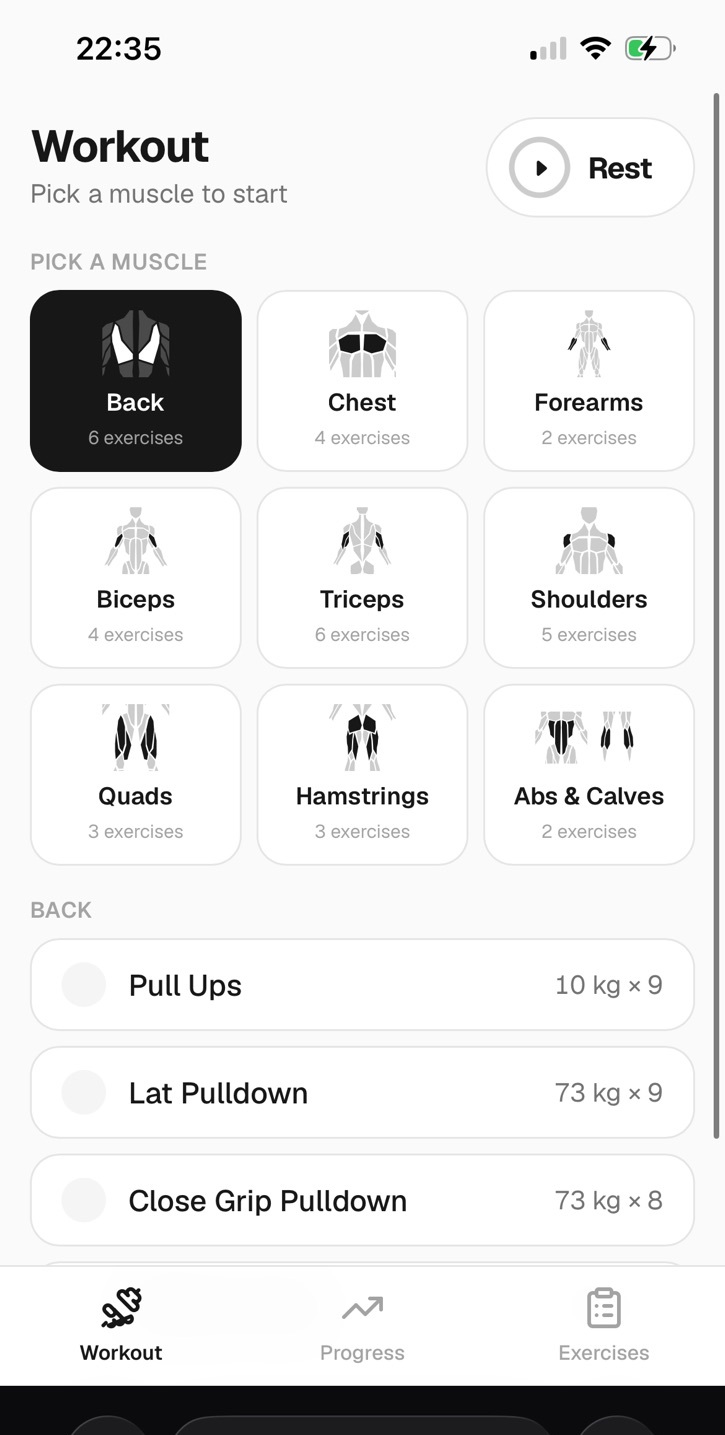 22:35
Workout
Pick a muscle to start
Rest
PICK A MUSCLE
Back
6 exercises
Chest
4 exercises
Forearms
2 exercises
Biceps
4 exercises
Triceps
6 exercises
Shoulders
5 exercises
Quads
3 exercises
Hamstrings
3 exercises
Abs & Calves
2 exercises
BACK
Pull Ups
10 kg × 9
Lat Pulldown
73 kg × 9
Close Grip Pulldown
73 kg × 8
Workout
Progress
Exercises